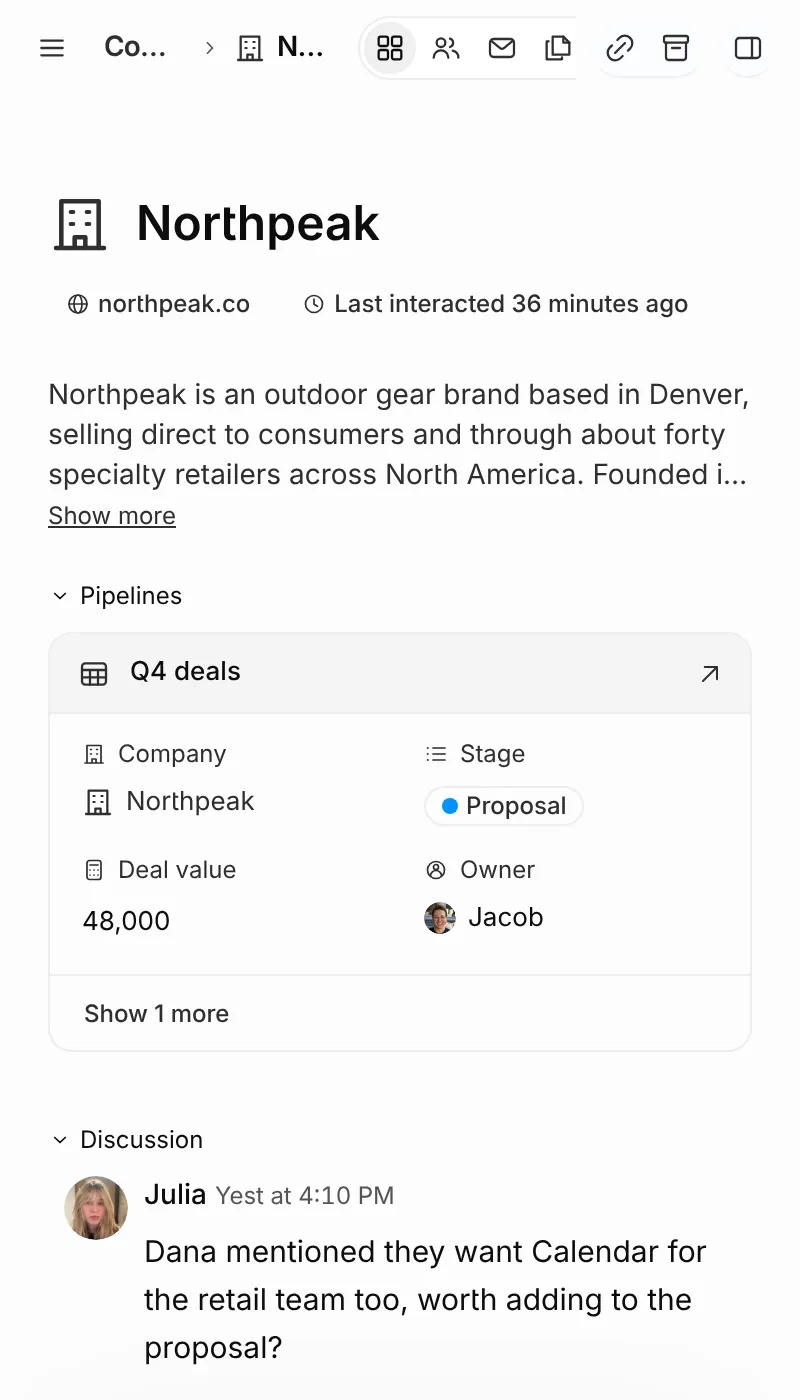 Co...
N...
Northpeak
northpeak.co
Last interacted 36 minutes ago
Northpeak is an outdoor gear brand based in Denver,
selling direct to consumers and through about forty
specialty retailers across North America. Founded i...
Show more
Pipelines
Q4 deals
Company
Stage
Northpeak
Proposal
Deal value
Owner
48,000
Jacob
Show 1 more
Discussion
Julia Yest at 4:10 PM
Dana mentioned they want Calendar for
the retail team too, worth adding to the
proposal?